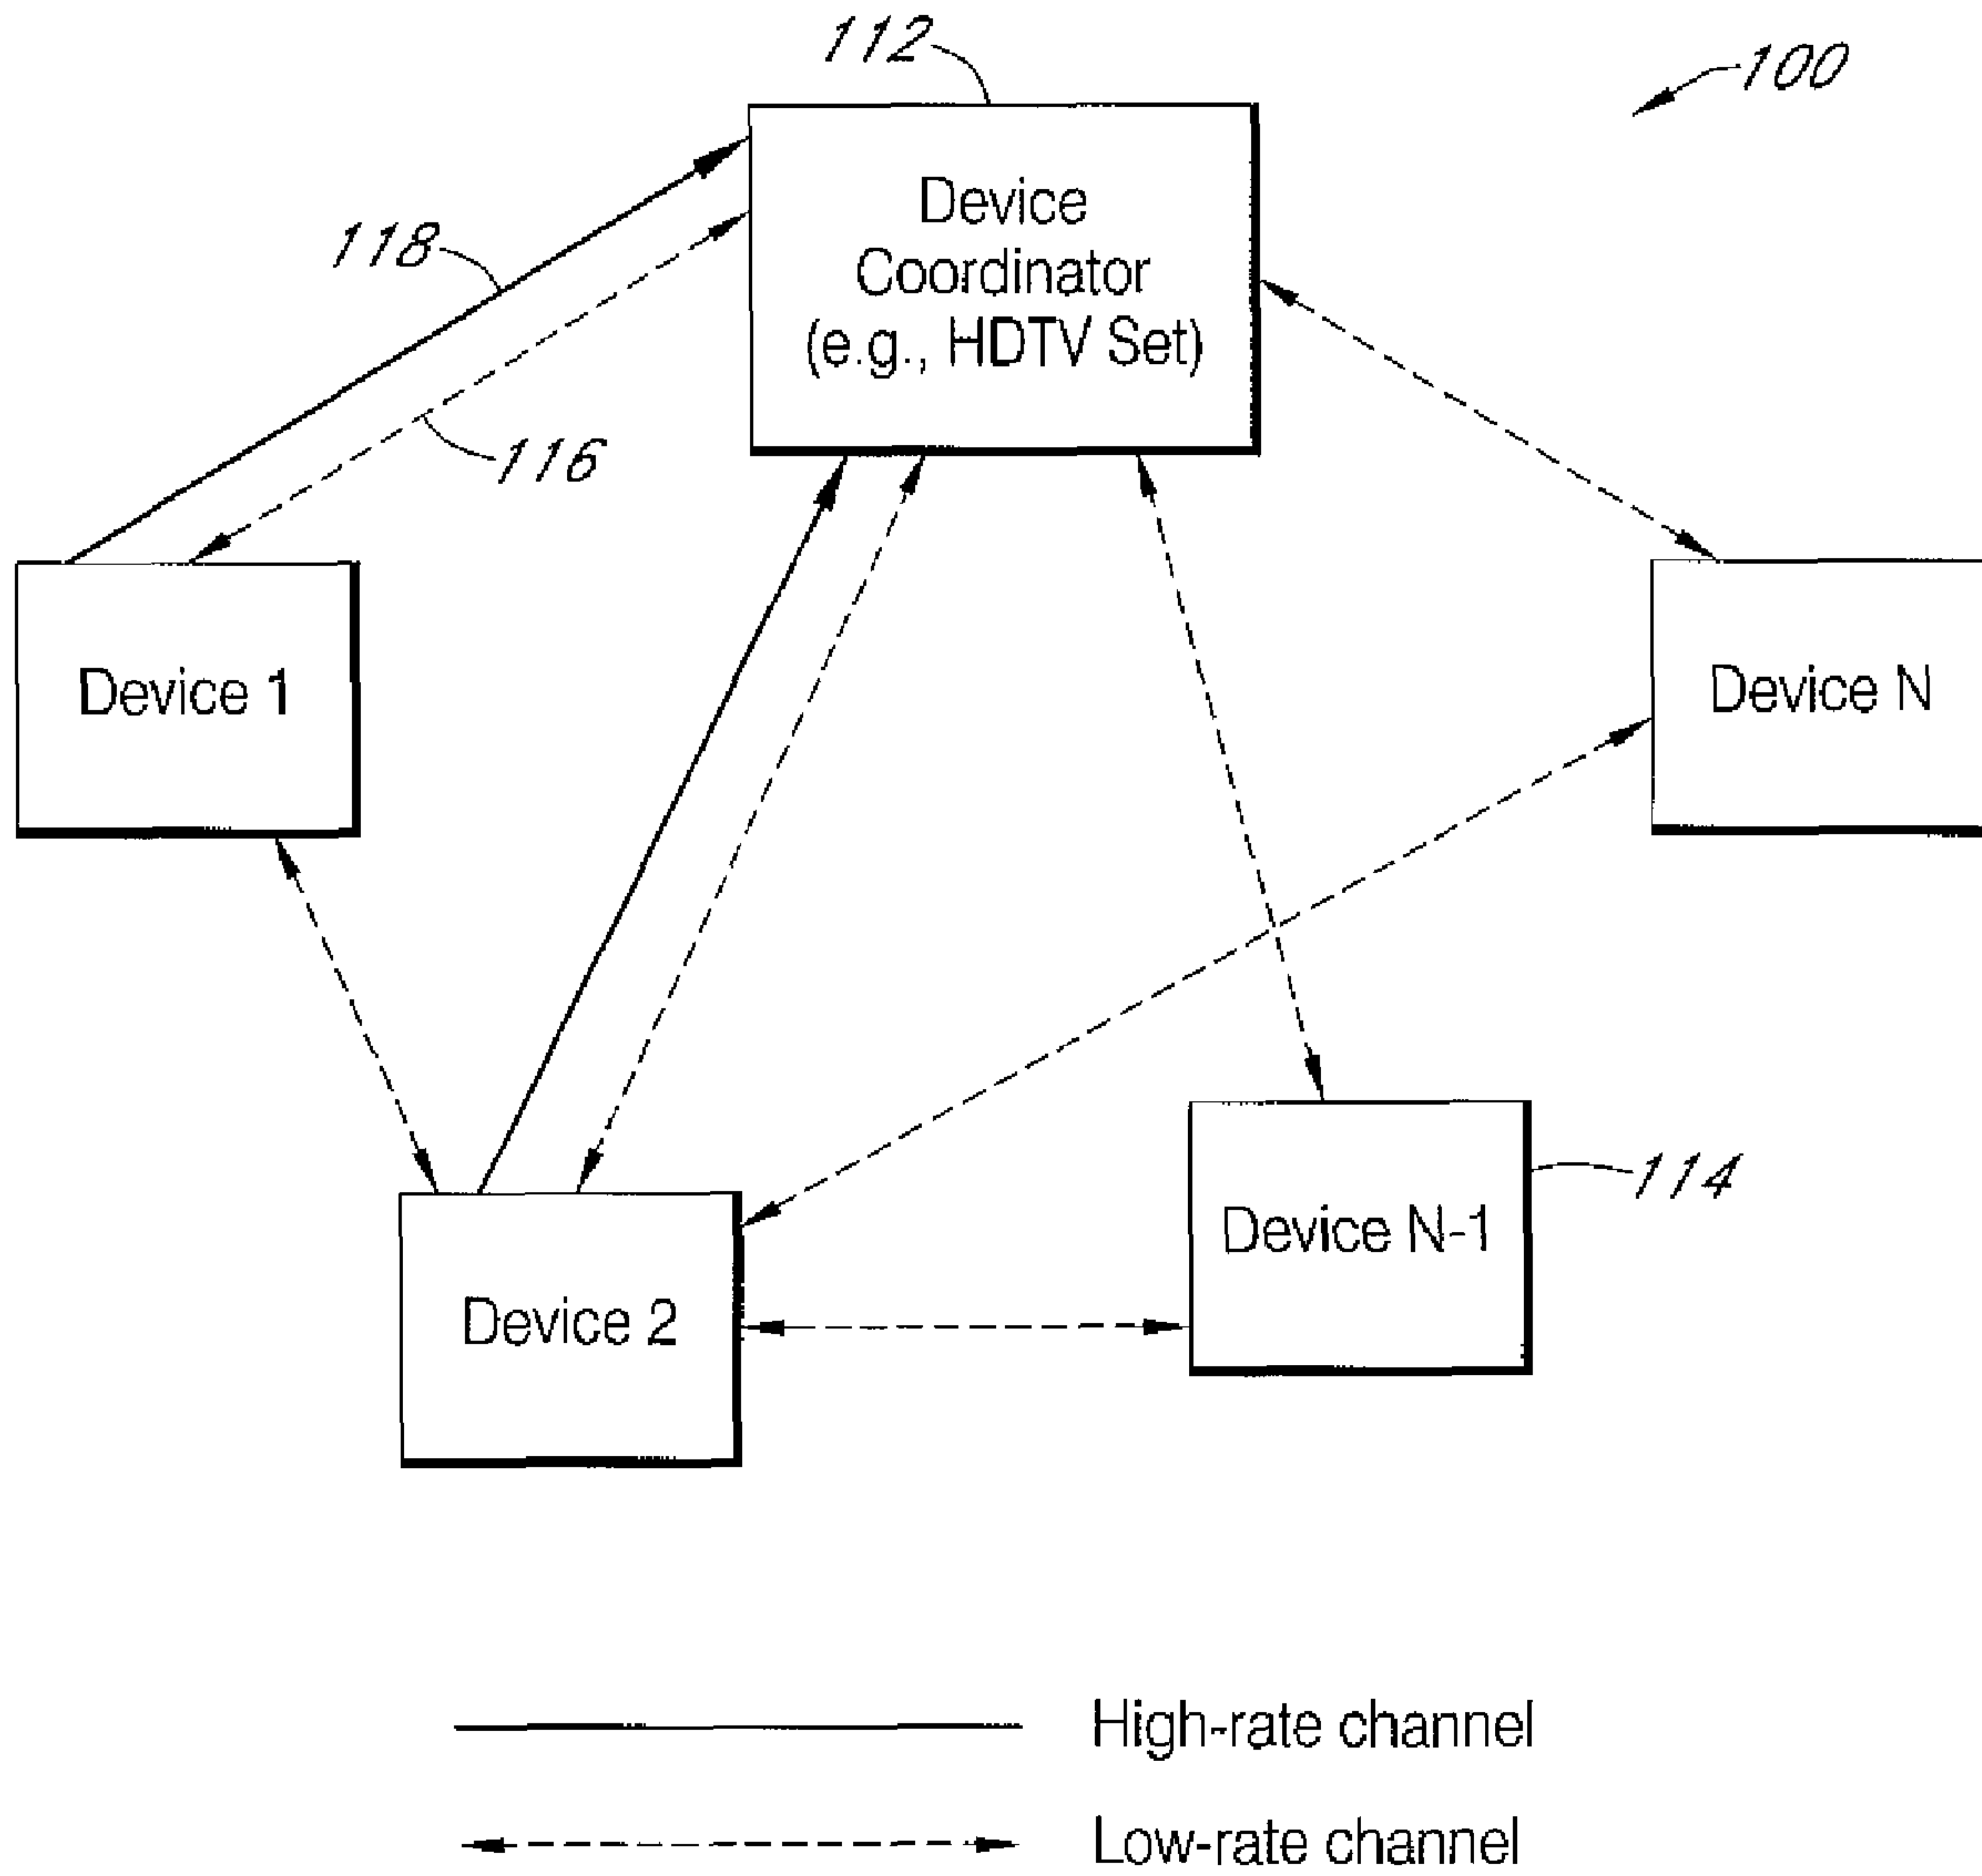 112
100
Device
Coordinator
(e.g., HDTV Set)
118
116
Device 1
Device N
Device N-1
114
Device 2
High-rate channel
Low-rate channel